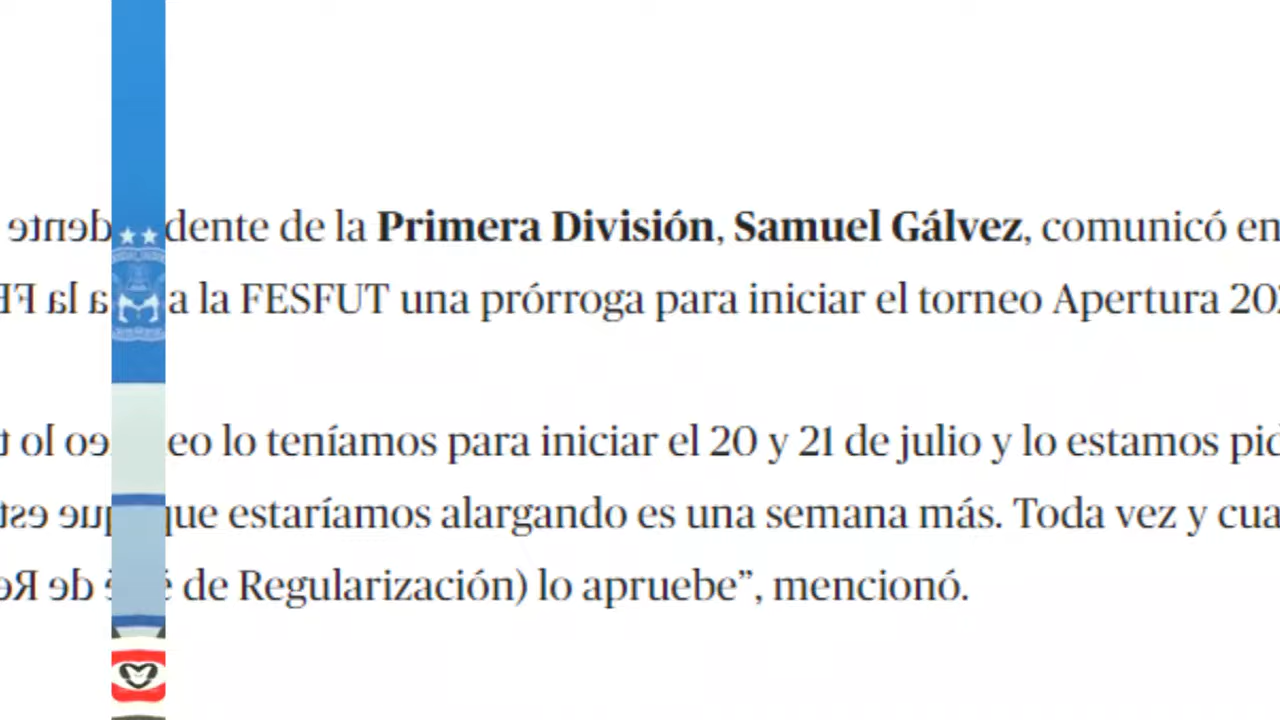 dente de la Primera División, Samuel Gálvez, comunicó en
a la FESFUT una prórroga para iniciar el torneo Apertura
eo lo teníamos para iniciar el 20 y 21 de julio y lo estamos
que estaríamos alargando es una semana más. Toda vez y
de Regularización) lo apruebe”, mencionó.